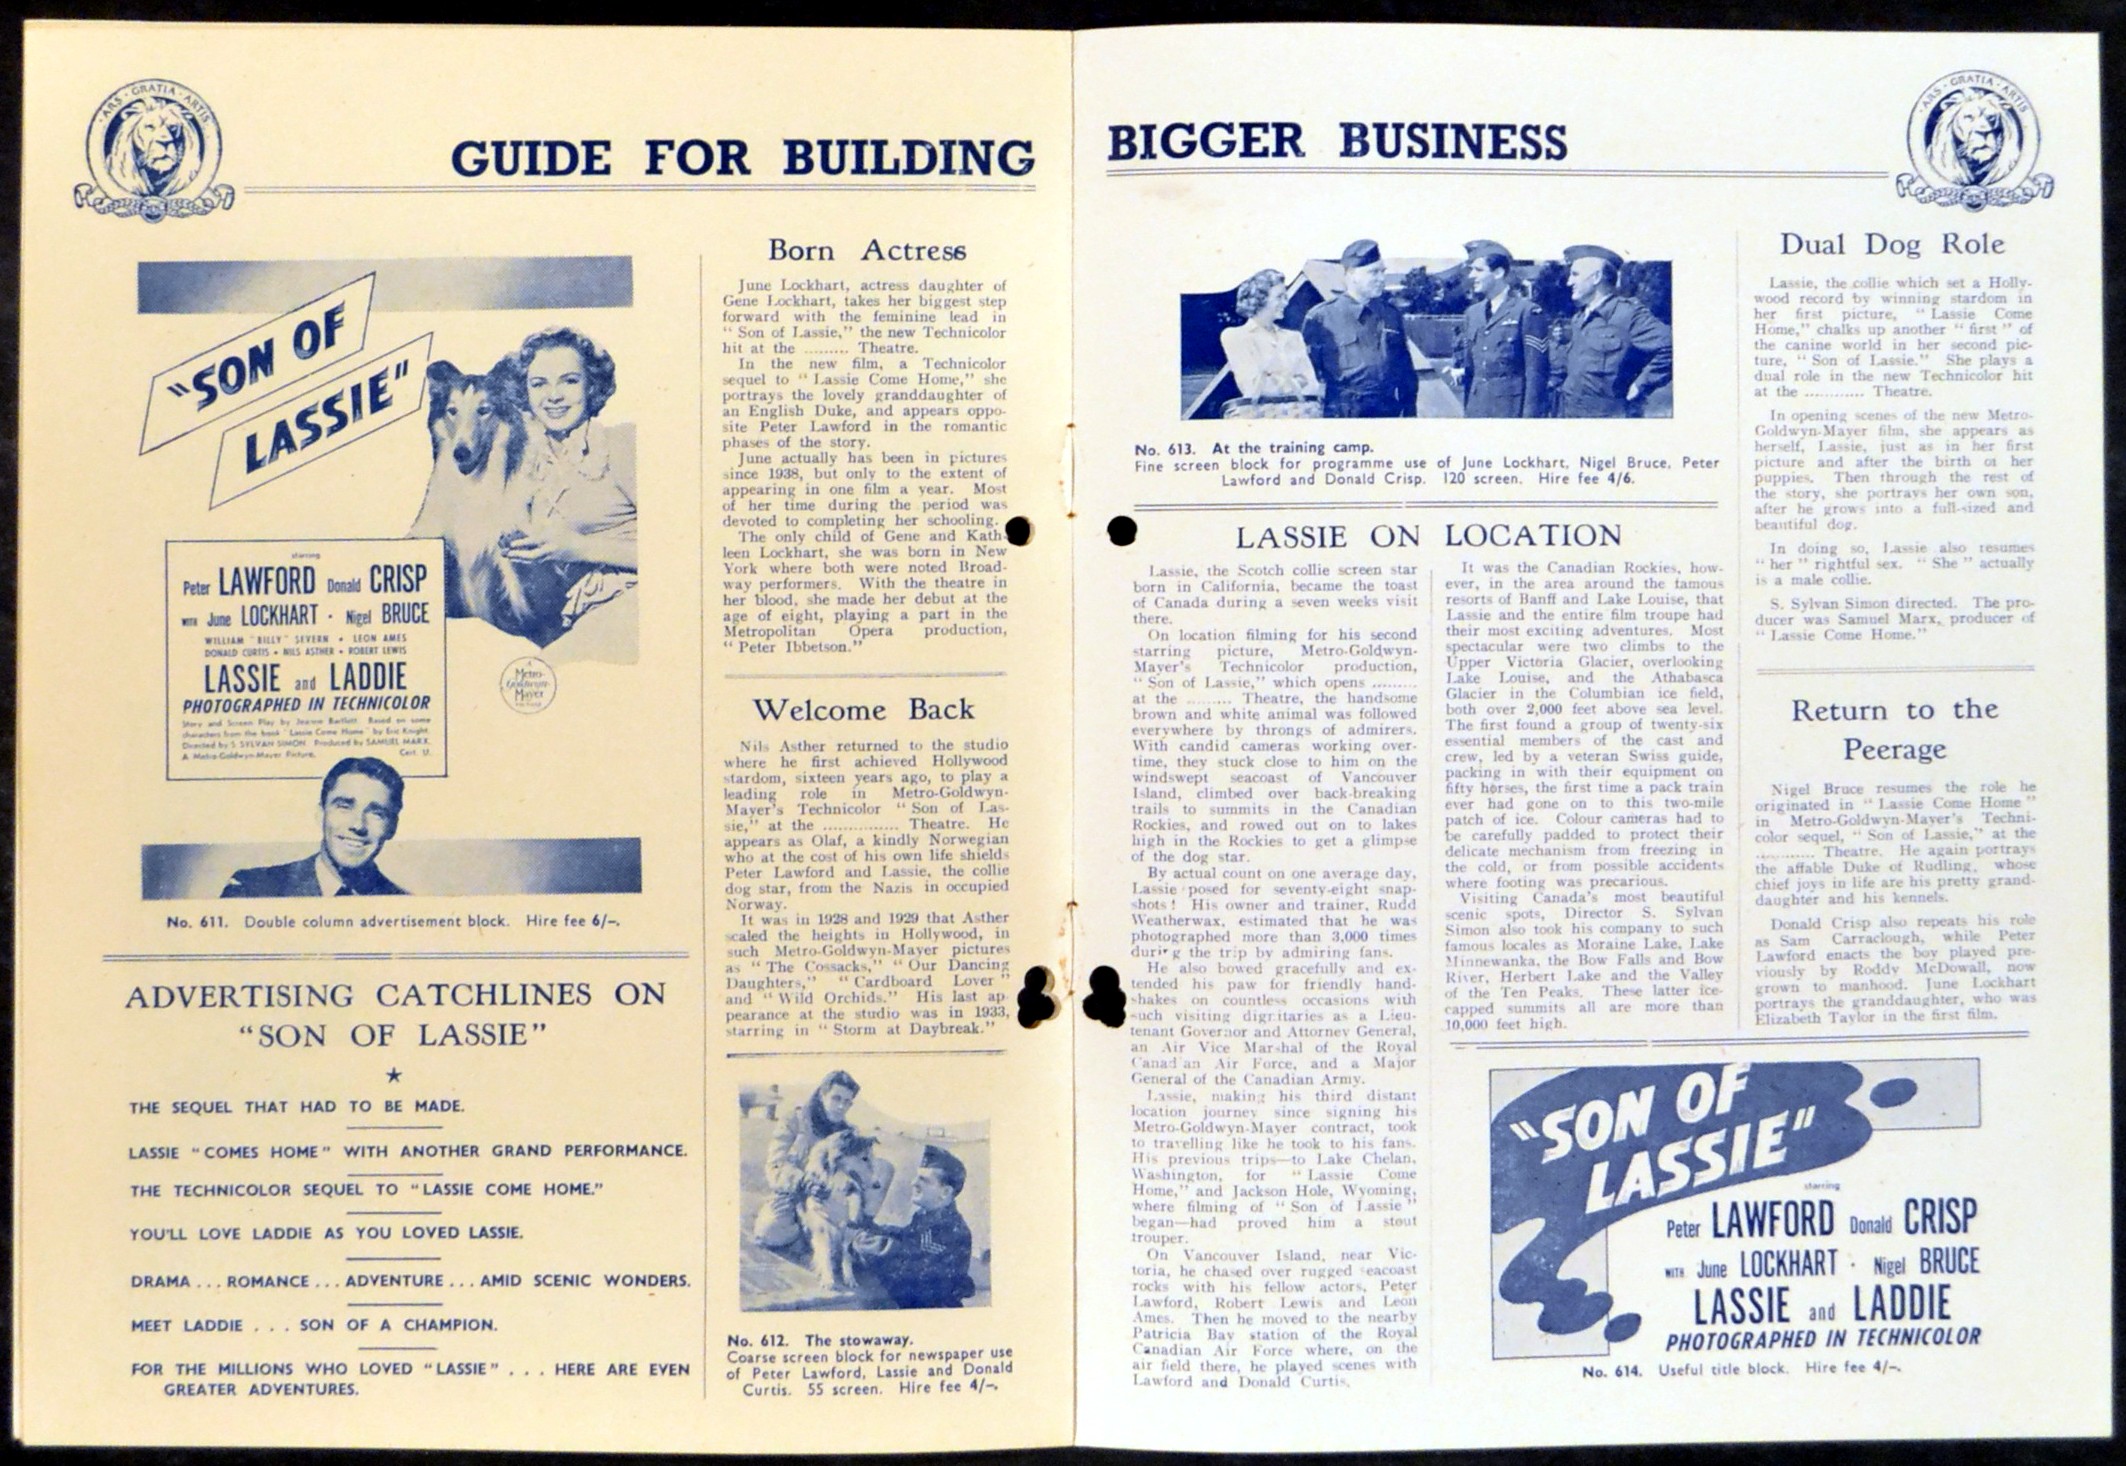 ARS · GRATIA · ARTIS
GUIDE FOR BUILDING
"SON OF
LASSIE"
starring
Peter LAWFORD Donald CRISP
WITH June LOCKHART · Nigel BRUCE
WILLIAM "BILLY" SEVERN • LEON AMES
DONALD CURTIS • NILS ASTHER • ROBERT LEWIS
LASSIE and LADDIE
PHOTOGRAPHED IN TECHNICOLOR
Story and Screen Play by Jeanne Bartlett. Based on some
characters from the book "Lassie Come Home" by Eric Knight.
Directed by S. SYLVAN SIMON. Produced by SAMUEL MARX.
A Metro-Goldwyn-Mayer Picture. Cert. U.
A
Metro-
Goldwyn-
Mayer
PICTURE
No. 611. Double column advertisement block. Hire fee 6/-.
ADVERTISING CATCHLINES ON
"SON OF LASSIE"
THE SEQUEL THAT HAD TO BE MADE.
LASSIE "COMES HOME" WITH ANOTHER GRAND PERFORMANCE.
THE TECHNICOLOR SEQUEL TO "LASSIE COME HOME."
YOU'LL LOVE LADDIE AS YOU LOVED LASSIE.
DRAMA . . . ROMANCE . . . ADVENTURE . . . AMID SCENIC WONDERS.
MEET LADDIE . . . SON OF A CHAMPION.
FOR THE MILLIONS WHO LOVED "LASSIE" . . . HERE ARE EVEN
GREATER ADVENTURES.
Born Actress
June Lockhart, actress daughter of
Gene Lockhart, takes her biggest step
forward with the feminine lead in
"Son of Lassie," the new Technicolor
hit at the ......... Theatre.
In the new film, a Technicolor
sequel to "Lassie Come Home," she
portrays the lovely granddaughter of
an English Duke, and appears oppo-
site Peter Lawford in the romantic
phases of the story.
June actually has been in pictures
since 1938, but only to the extent of
appearing in one film a year. Most
of her time during the period was
devoted to completing her schooling.
The only child of Gene and Kath-
leen Lockhart, she was born in New
York where both were noted Broad-
way performers. With the theatre in
her blood, she made her debut at the
age of eight, playing a part in the
Metropolitan Opera production,
"Peter Ibbetson."
Welcome Back
Nils Asther returned to the studio
where he first achieved Hollywood
stardom, sixteen years ago, to play a
leading role in Metro-Goldwyn-
Mayer's Technicolor "Son of Las-
sie," at the ............... Theatre. He
appears as Olaf, a kindly Norwegian
who at the cost of his own life shields
Peter Lawford and Lassie, the collie
dog star, from the Nazis in occupied
Norway.
It was in 1928 and 1929 that Asther
scaled the heights in Hollywood, in
such Metro-Goldwyn-Mayer pictures
as "The Cossacks," "Our Dancing
Daughters," "Cardboard Lover"
and "Wild Orchids." His last ap
pearance at the studio was in 1933,
starring in "Storm at Daybreak."
No. 612. The stowaway.
Coarse screen block for newspaper use
of Peter Lawford, Lassie and Donald
Curtis. 55 screen. Hire fee 4/-.
BIGGER BUSINESS
ARS · GRATIA · ARTIS
No. 613. At the training camp.
Fine screen block for programme use of June Lockhart, Nigel Bruce, Peter
Lawford and Donald Crisp. 120 screen. Hire fee 4/6.
LASSIE ON LOCATION
Lassie, the Scotch collie screen star
born in California, became the toast
of Canada during a seven weeks visit
there.
On location filming for his second
starring picture, Metro-Goldwyn-
Mayer's Technicolor production,
"Son of Lassie," which opens .........
at the ......... Theatre, the handsome
brown and white animal was followed
everywhere by throngs of admirers.
With candid cameras working over-
time, they stuck close to him on the
windswept seacoast of Vancouver
Island, climbed over back-breaking
trails to summits in the Canadian
Rockies, and rowed out on to lakes
high in the Rockies to get a glimpse
of the dog star.
By actual count on one average day,
Lassie posed for seventy-eight snap-
shots! His owner and trainer, Rudd
Weatherwax, estimated that he was
photographed more than 3,000 times
during the trip by admiring fans.
He also bowed gracefully and ex-
tended his paw for friendly hand-
shakes on countless occasions with
such visiting digritaries as a Lieu-
tenant Governor and Attorney General,
an Air Vice Marshal of the Royal
Canadian Air Force, and a Major
General of the Canadian Army.
Lassie, making his third distant
location journey since signing his
Metro-Goldwyn-Mayer contract, took
to travelling like he took to his fans.
His previous trips—to Lake Chelan,
Washington, for "Lassie Come
Home," and Jackson Hole, Wyoming,
where filming of "Son of Lassie"
began—had proved him a stout
trouper.
On Vancouver Island, near Vic-
toria, he chased over rugged seacoast
rocks with his fellow actors, Peter
Lawford, Robert Lewis and Leon
Ames. Then he moved to the nearby
Patricia Bay station of the Royal
Canadian Air Force where, on the
air field there, he played scenes with
Lawford and Donald Curtis.
It was the Canadian Rockies, how-
ever, in the area around the famous
resorts of Banff and Lake Louise, that
Lassie and the entire film troupe had
their most exciting adventures. Most
spectacular were two climbs to the
Upper Victoria Glacier, overlooking
Lake Louise, and the Athabasca
Glacier in the Columbian ice field,
both over 2,000 feet above sea level.
The first found a group of twenty-six
essential members of the cast and
crew, led by a veteran Swiss guide,
packing in with their equipment on
fifty horses, the first time a pack train
ever had gone on to this two-mile
patch of ice. Colour cameras had to
be carefully padded to protect their
delicate mechanism from freezing in
the cold, or from possible accidents
where footing was precarious.
Visiting Canada's most beautiful
scenic spots, Director S. Sylvan
Simon also took his company to such
famous locales as Moraine Lake, Lake
Minnewanka, the Bow Falls and Bow
River, Herbert Lake and the Valley
of the Ten Peaks. These latter ice-
capped summits all are more than
10,000 feet high.
Dual Dog Role
Lassie, the collie which set a Holly-
wood record by winning stardom in
her first picture, "Lassie Come
Home," chalks up another "first" of
the canine world in her second pic-
ture, "Son of Lassie." She plays a
dual role in the new Technicolor hit
at the ............ Theatre.
In opening scenes of the new Metro-
Goldwyn-Mayer film, she appears as
herself, Lassie, just as in her first
picture and after the birth of her
puppies. Then through the rest of
the story, she portrays her own son,
after he grows into a full-sized and
beautiful dog.
In doing so, Lassie also resumes
"her" rightful sex. "She" actually
is a male collie.
S. Sylvan Simon directed. The pro-
ducer was Samuel Marx, producer of
"Lassie Come Home."
Return to the
Peerage
Nigel Bruce resumes the role he
originated in "Lassie Come Home"
in Metro-Goldwyn-Mayer's Techni-
color sequel, "Son of Lassie," at the
............ Theatre. He again portrays
the affable Duke of Rudling, whose
chief joys in life are his pretty grand-
daughter and his kennels.
Donald Crisp also repeats his role
as Sam Carraclough, while Peter
Lawford enacts the boy played pre-
viously by Roddy McDowall, now
grown to manhood. June Lockhart
portrays the granddaughter, who was
Elizabeth Taylor in the first film.
"SON OF
LASSIE"
starring
Peter LAWFORD Donald CRISP
WITH June LOCKHART · Nigel BRUCE
LASSIE and LADDIE
PHOTOGRAPHED IN TECHNICOLOR
No. 614. Useful title block. Hire fee 4/-.